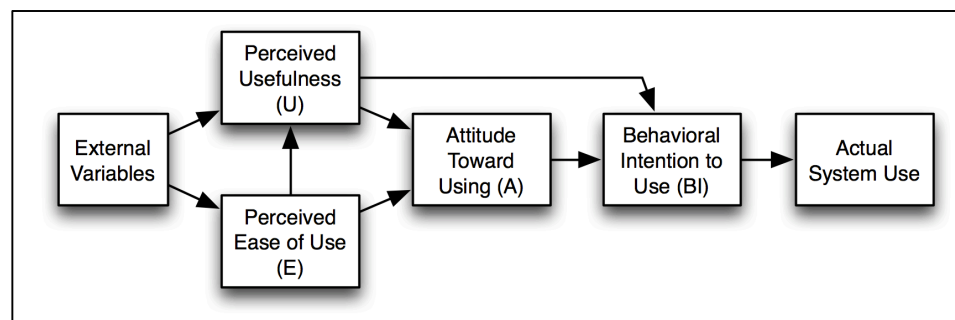 External
Variables
Perceived
Usefulness
(U)
Perceived
Ease of Use
(E)
Attitude
Toward
Using (A)
Behavioral
Intention to
Use (BI)
Actual
System Use